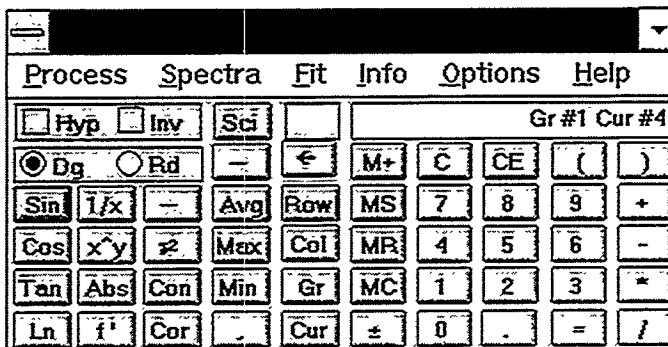 Process Spectra Fit Info Options Help
Hyp Inv Sci Gr #1 Cur #4
Dg Rd — ← M+ C CE ( )
Sin 1/x Avg Row MS 7 8 9 +
Cos x^y Max Col MR 4 5 6 -
Tan Abs Con Min Gr MC 1 2 3 *
Ln f' Cor Cur ± 0 . = /